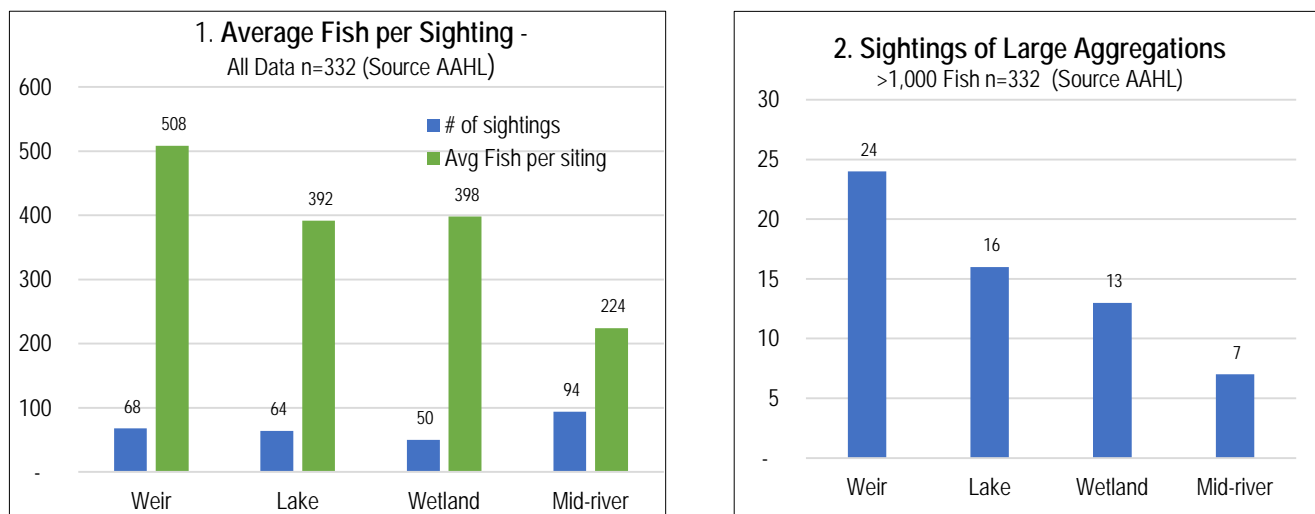 1. Average Fish per Sighting -
All Data n=332 (Source AAHL)
600
500
400
300
200
100
-
# of sightings
Avg Fish per siting
508
392
398
224
68
64
50
94
Weir
Lake
Wetland
Mid-river
2. Sightings of Large Aggregations
>1,000 Fish n=332 (Source AAHL)
30
25
20
15
10
5
-
24
16
13
7
Weir
Lake
Wetland
Mid-river